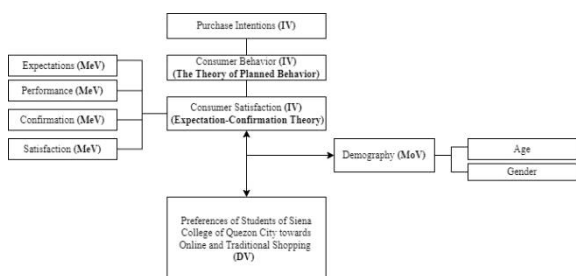 Purchase Intentions (IV)
Consumer Behavior (IV)
(The Theory of Planned Behavior)
Consumer Satisfaction (IV)
(Expectation-Confirmation Theory)
Expectations (MeV)
Performance (MeV)
Confirmation (MeV)
Satisfaction (MeV)
Demography (MoV)
Age
Gender
Preferences of Students of Siena
College of Quezon City towards
Online and Traditional Shopping
(DV)